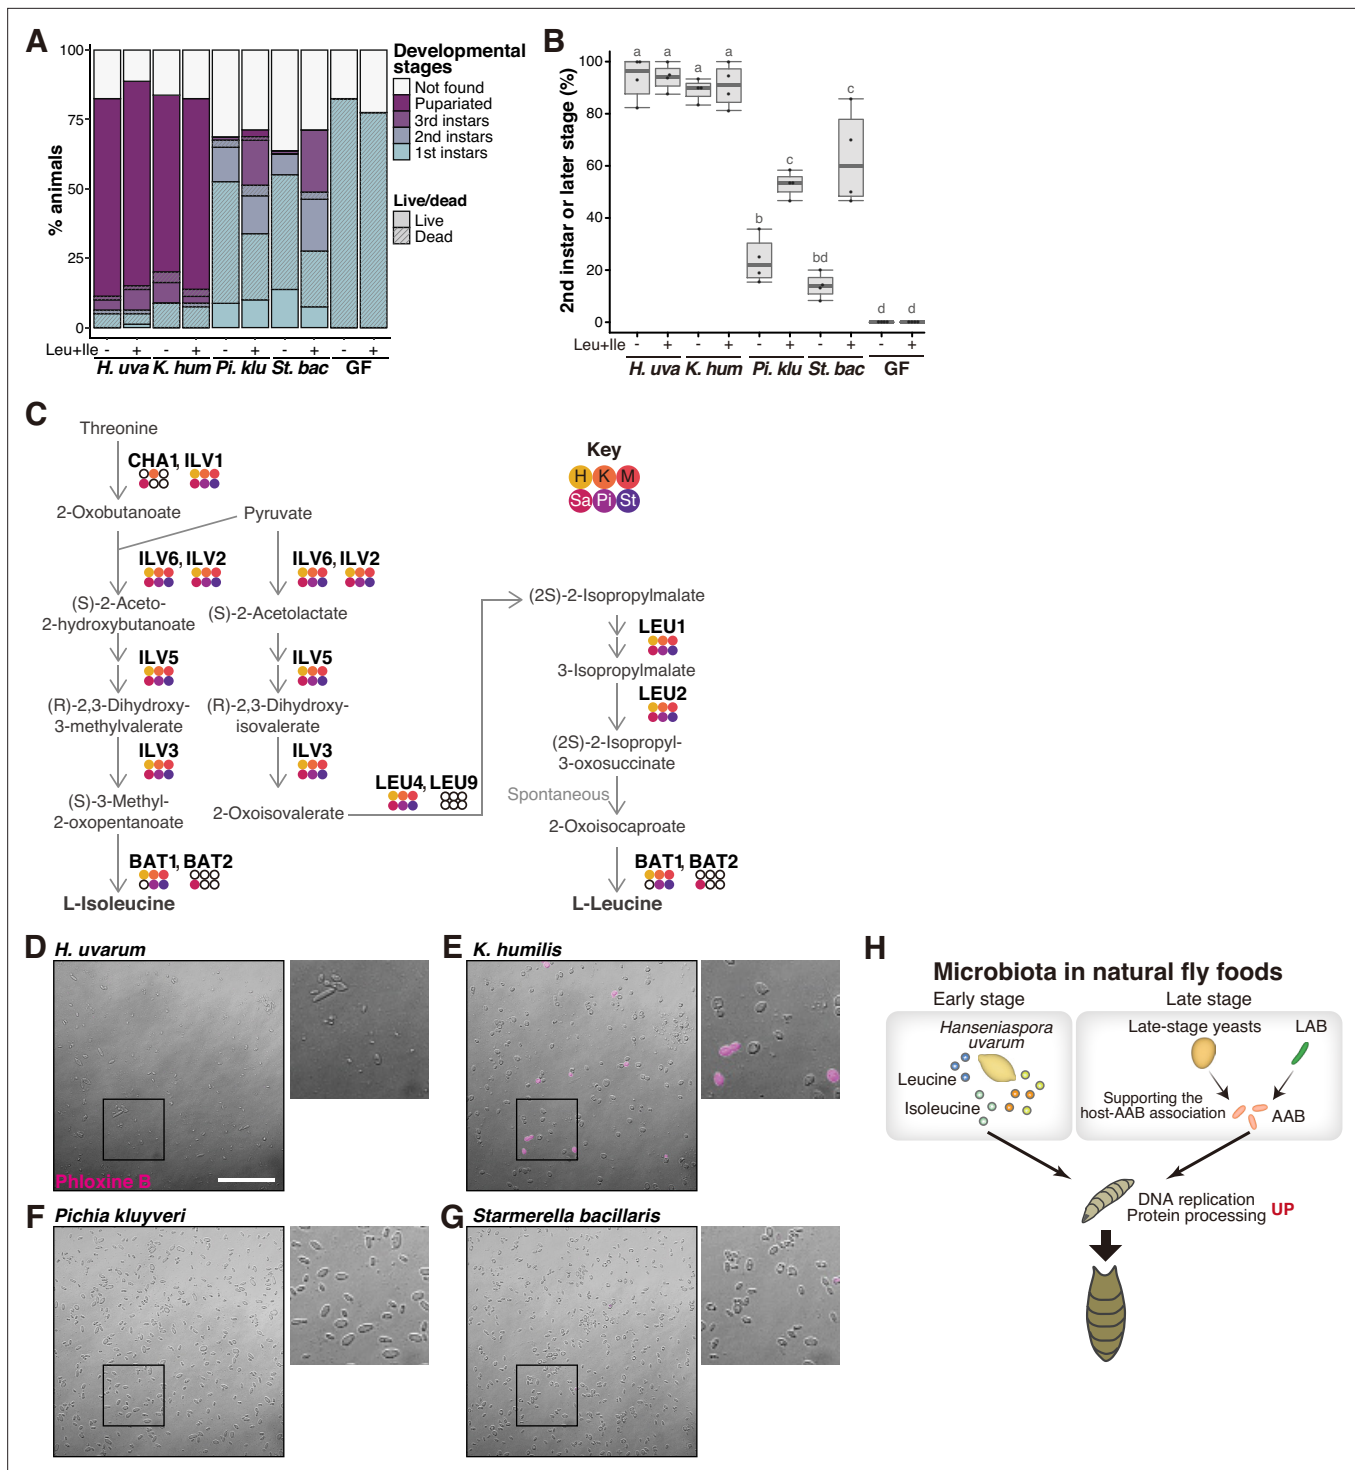 A
100
75
50
25
0
% animals
Developmental
stages
Not found
Pupariated
3rd instars
2nd instars
1st instars
Live/dead
Live
Dead
Leu+Ile - + - + - + - + - +
H. uva K. hum Pi. klu St. bac GF
B
2nd instar or later stage (%)
100
80
60
40
20
0
a a a a b c bd c d d
Leu+Ile - + - + - + - + - +
H. uva K. hum Pi. klu St. bac GF
C
Threonine
CHA1, ILV1
2-Oxobutanoate
Pyruvate
ILV6, ILV2
ILV6, ILV2
(S)-2-Aceto-
2-hydroxybutanoate
(S)-2-Acetolactate
ILV5
ILV5
(R)-2,3-Dihydroxy-
3-methylvalerate
(R)-2,3-Dihydroxy-
isovalerate
ILV3
ILV3
(S)-3-Methyl-
2-oxopentanoate
2-Oxoisovalerate
LEU4, LEU9
BAT1, BAT2
L-Isoleucine
Key
H K M
Sa Pi St
(2S)-2-Isopropylmalate
LEU1
3-Isopropylmalate
LEU2
(2S)-2-Isopropyl-
3-oxosuccinate
Spontaneous
2-Oxoisocaproate
BAT1, BAT2
L-Leucine
D H. uvarum
Phloxine B
E K. humilis
F Pichia kluyveri
G Starmerella bacillaris
H
Microbiota in natural fly foods
Early stage
Late stage
Hanseniaspora
uvarum
Leucine
Isoleucine
Late-stage yeasts
LAB
Supporting the
host-AAB association
AAB
DNA replication
Protein processing
UP